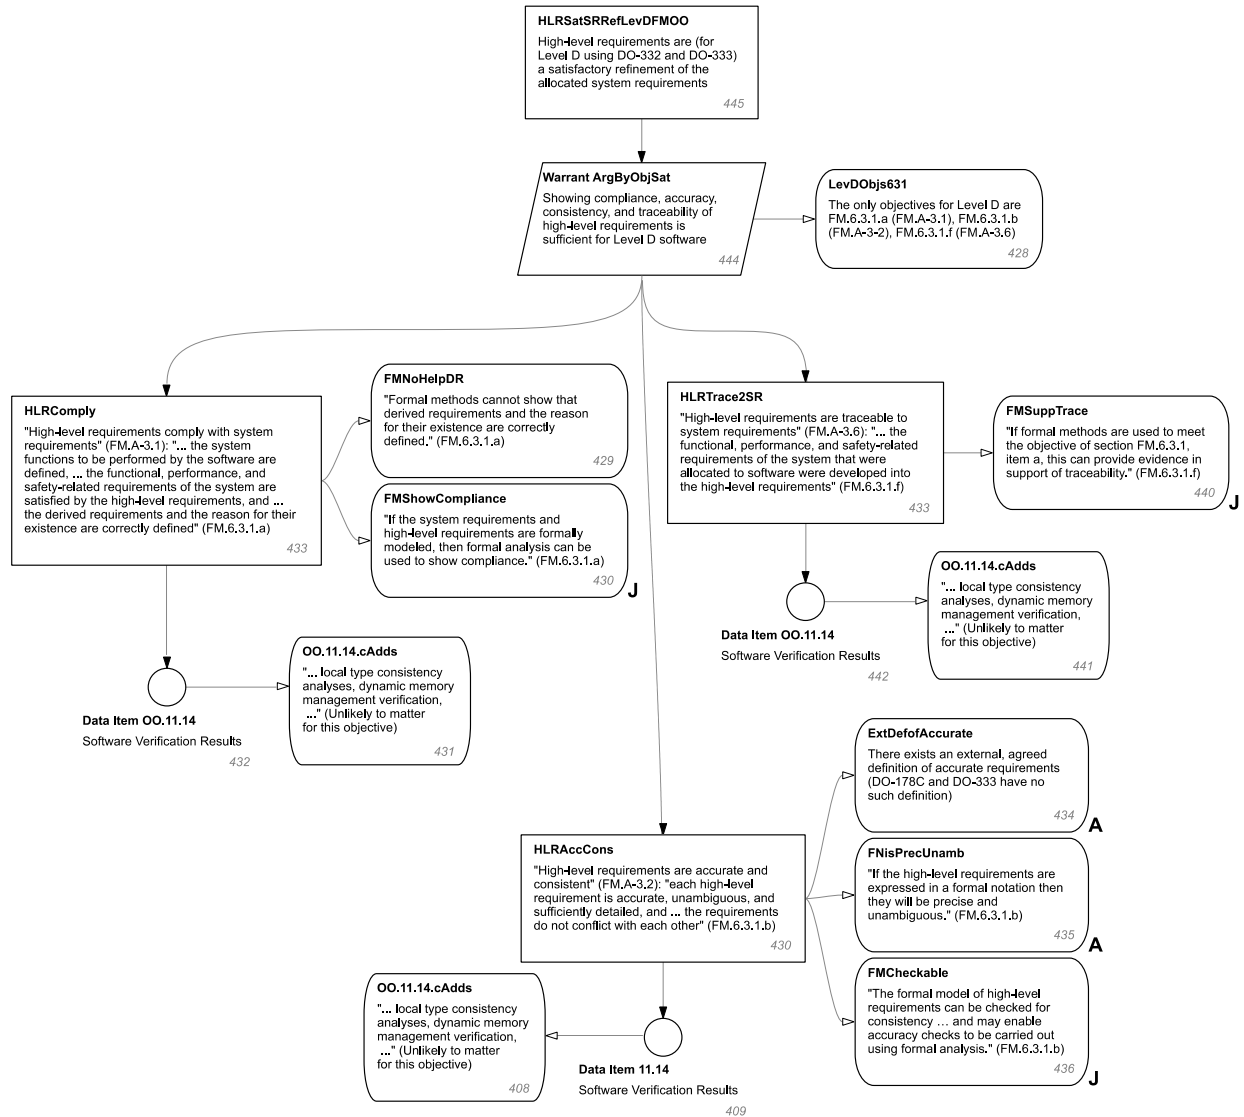 HLRSatSRRefLevDFMOO
High-level requirements are (for
Level D using DO-332 and DO-333)
a satisfactory refinement of the
allocated system requirements
445
Warrant ArgByObjSat
Showing compliance, accuracy,
consistency, and traceability of
high-level requirements is
sufficient for Level D software
444
LevDObjs631
The only objectives for Level D are
FM.6.3.1.a (FM.A-3.1), FM.6.3.1.b
(FM.A-3-2), FM.6.3.1.f (FM.A-3.6)
428
HLRComply
"High-level requirements comply with system
requirements" (FM.A-3.1): "... the system
functions to be performed by the software are
defined, ... the functional, performance, and
safety-related requirements of the system are
satisfied by the high-level requirements, and ...
the derived requirements and the reason for their
existence are correctly defined" (FM.6.3.1.a)
433
FMNoHelpDR
"Formal methods cannot show that
derived requirements and the reason
for their existence are correctly
defined." (FM.6.3.1.a)
429
FMShowCompliance
"If the system requirements and
high-level requirements are formally
modeled, then formal analysis can be
used to show compliance." (FM.6.3.1.a)
430
J
HLRTrace2SR
"High-level requirements are traceable to
system requirements" (FM.A-3.6): "... the
functional, performance, and safety-related
requirements of the system that were
allocated to software were developed into
the high-level requirements" (FM.6.3.1.f)
433
FMSuppTrace
"If formal methods are used to meet
the objective of section FM.6.3.1,
item a, this can provide evidence in
support of traceability." (FM.6.3.1.f)
440
J
OO.11.14.cAdds
"... local type consistency
analyses, dynamic memory
management verification,
..." (Unlikely to matter
for this objective)
441
Data Item OO.11.14
Software Verification Results
442
OO.11.14.cAdds
"... local type consistency
analyses, dynamic memory
management verification,
..." (Unlikely to matter
for this objective)
431
Data Item OO.11.14
Software Verification Results
432
ExtDefofAccurate
There exists an external, agreed
definition of accurate requirements
(DO-178C and DO-333 have no
such definition)
434
A
HLRAccCons
"High-level requirements are accurate and
consistent" (FM.A-3.2): "each high-level
requirement is accurate, unambiguous, and
sufficiently detailed, and ... the requirements
do not conflict with each other" (FM.6.3.1.b)
430
FNisPrecUnamb
"If the high-level requirements are
expressed in a formal notation then
they will be precise and
unambiguous." (FM.6.3.1.b)
435
A
FMCheckable
"The formal model of high-level
requirements can be checked for
consistency ... and may enable
accuracy checks to be carried out
using formal analysis." (FM.6.3.1.b)
436
J
OO.11.14.cAdds
"... local type consistency
analyses, dynamic memory
management verification,
..." (Unlikely to matter
for this objective)
408
Data Item 11.14
Software Verification Results
409